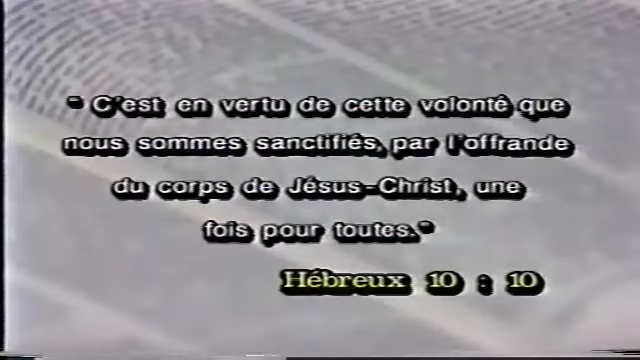 " C'est en vertu de cette volonté que
nous sommes sanctifiés, par l'offrande
du corps de Jésus-Christ, une
fois pour toutes."
Hébreux 10 : 10